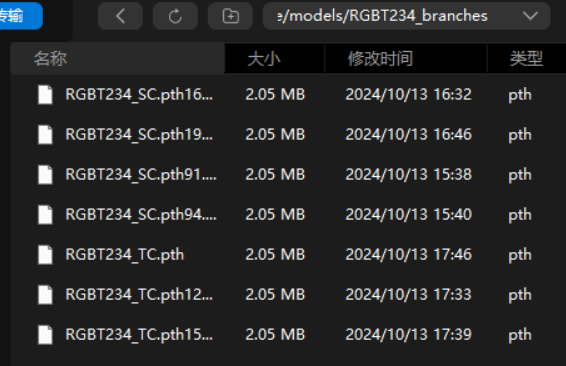 传输
e/models/RGBT234_branches
名称 大小 修改时间 类型
RGBT234_SC.pth16... 2.05 MB 2024/10/13 16:32 pth
RGBT234_SC.pth19... 2.05 MB 2024/10/13 16:46 pth
RGBT234_SC.pth91.... 2.05 MB 2024/10/13 15:38 pth
RGBT234_SC.pth94.... 2.05 MB 2024/10/13 15:40 pth
RGBT234_TC.pth 2.05 MB 2024/10/13 17:46 pth
RGBT234_TC.pth12... 2.05 MB 2024/10/13 17:33 pth
RGBT234_TC.pth15... 2.05 MB 2024/10/13 17:39 pth